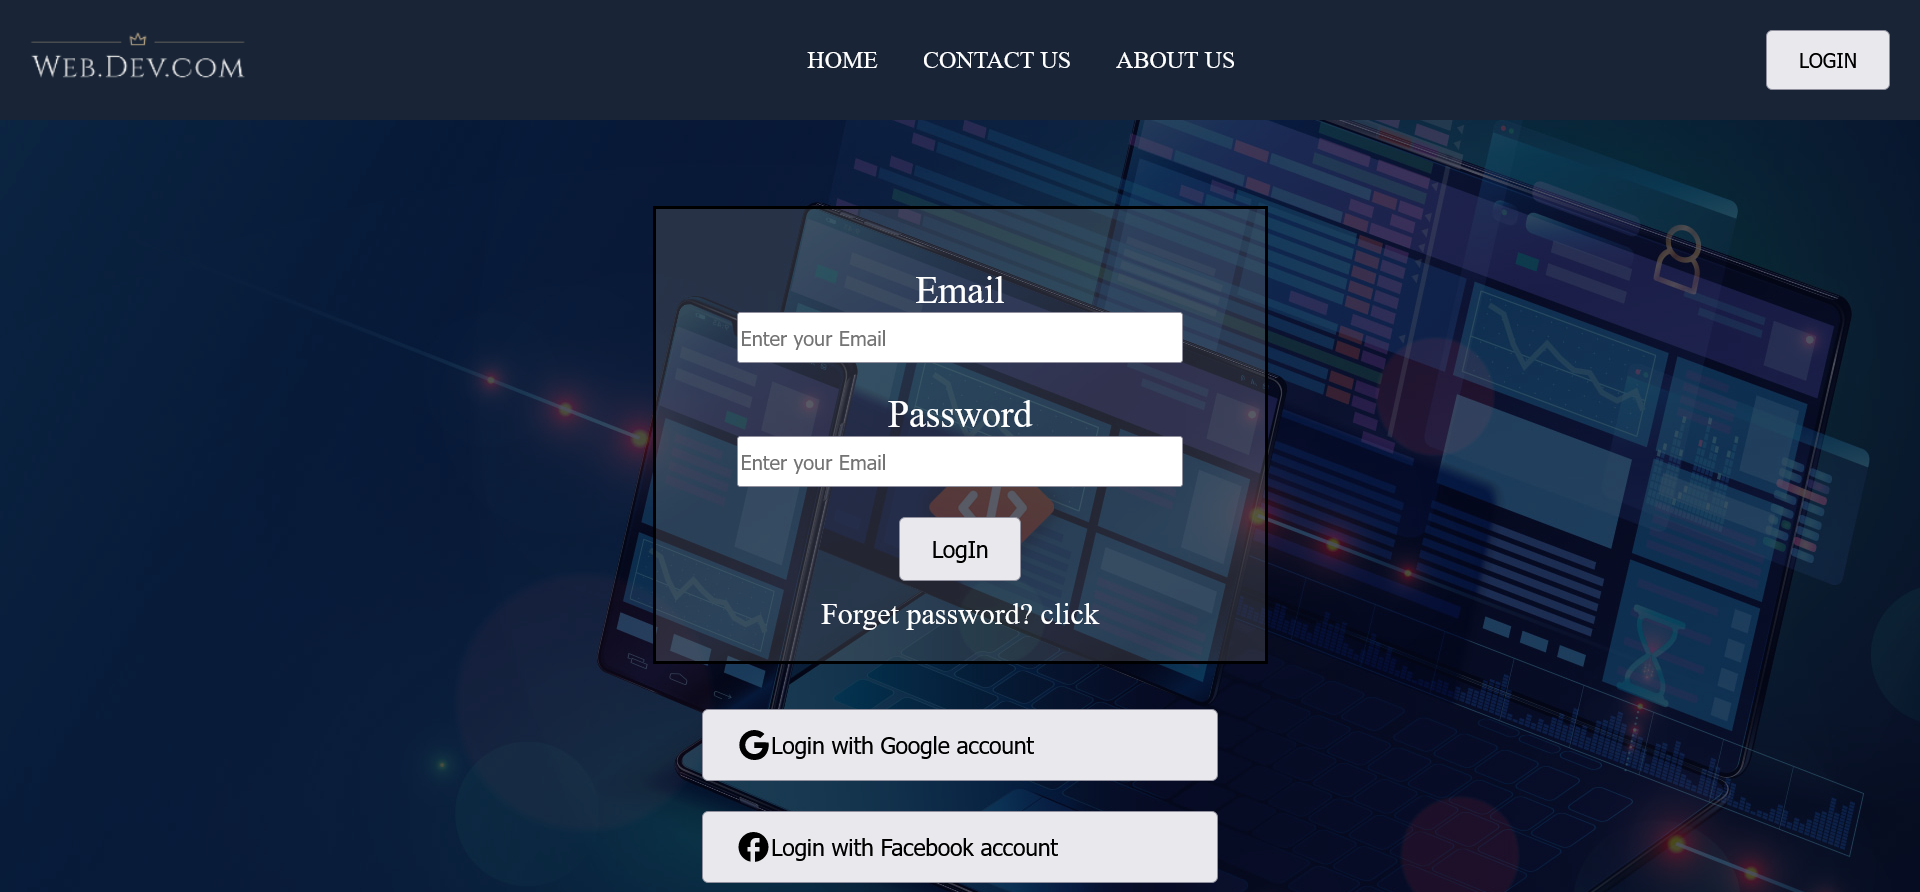 WEB.DEV.COM
HOME CONTACT US ABOUT US
LOGIN
Email
Enter your Email
Password
Enter your Email
LogIn
Forget password? click
Login with Google account
Login with Facebook account